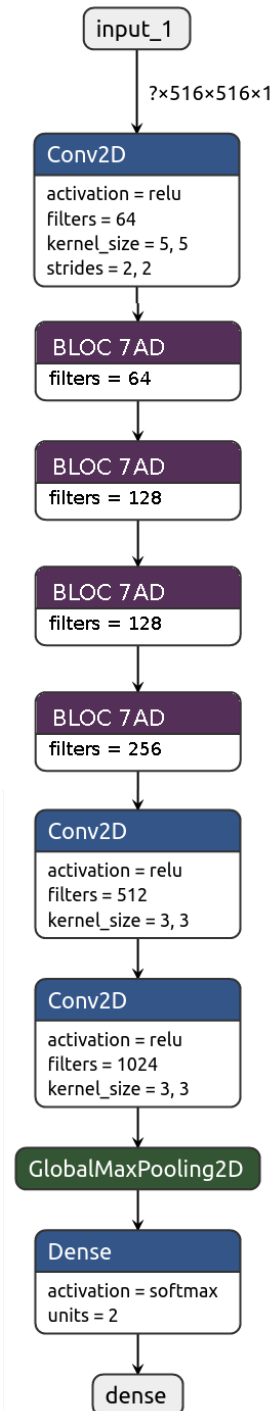 input_1
?×516×516×1
Conv2D
activation = relu
filters = 64
kernel_size = 5, 5
strides = 2, 2
BLOC 7AD
filters = 64
BLOC 7AD
filters = 128
BLOC 7AD
filters = 128
BLOC 7AD
filters = 256
Conv2D
activation = relu
filters = 512
kernel_size = 3, 3
Conv2D
activation = relu
filters = 1024
kernel_size = 3, 3
GlobalMaxPooling2D
Dense
activation = softmax
units = 2
dense